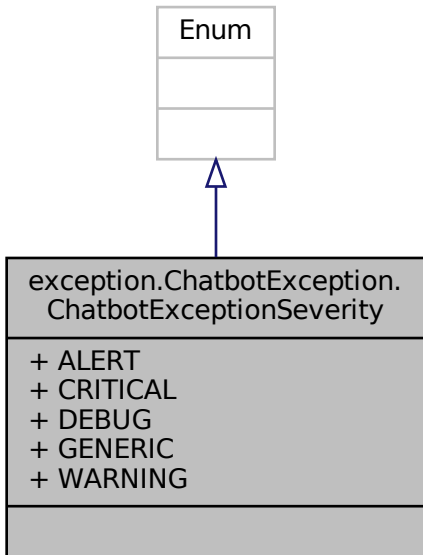 Enum
exception.ChatbotException.
ChatbotExceptionSeverity
+ ALERT
+ CRITICAL
+ DEBUG
+ GENERIC
+ WARNING